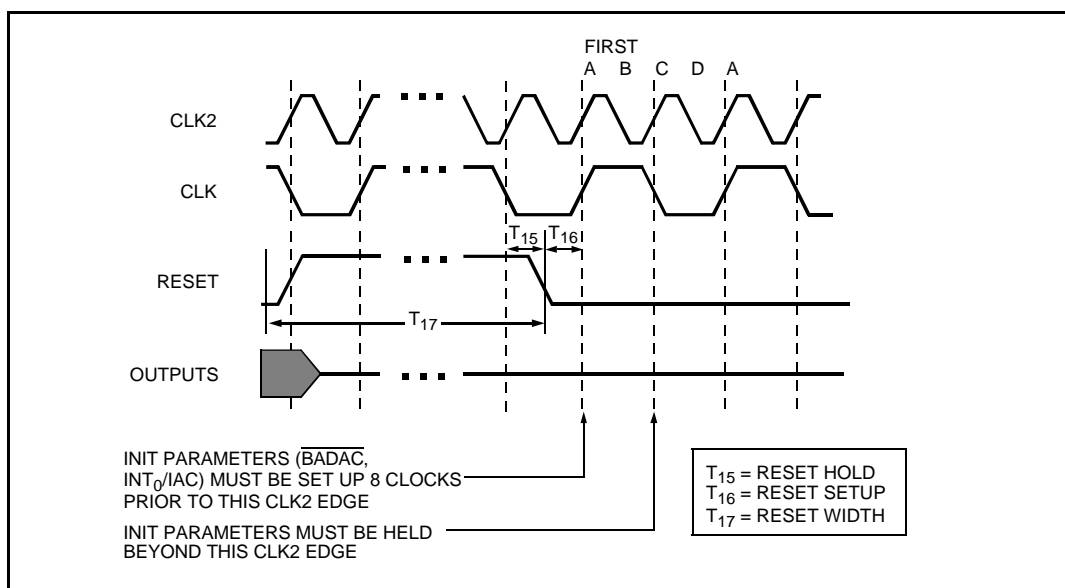 FIRST
A B C D A
CLK2
CLK
T15 T16
RESET
T17
OUTPUTS
INIT PARAMETERS (BADAC,
INT0/IAC) MUST BE SET UP 8 CLOCKS
PRIOR TO THIS CLK2 EDGE
INIT PARAMETERS MUST BE HELD
BEYOND THIS CLK2 EDGE
T15 = RESET HOLD
T16 = RESET SETUP
T17 = RESET WIDTH